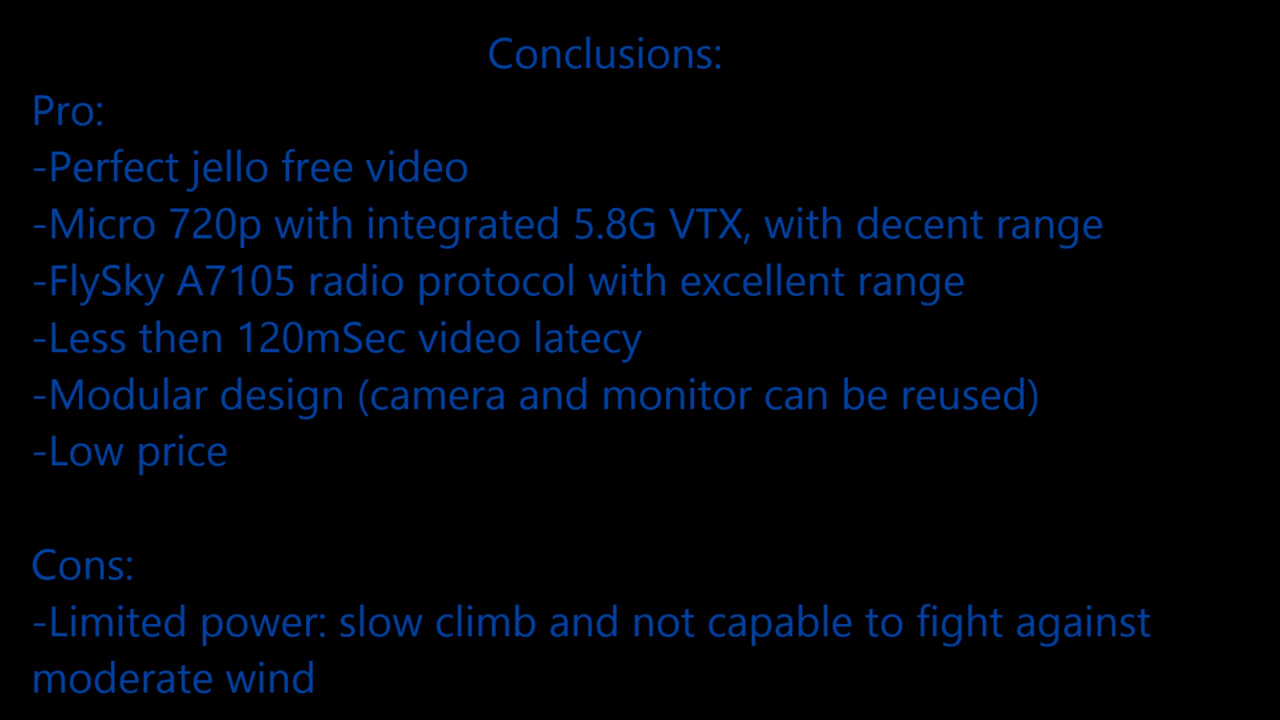 Conclusions:
Pro:
-Perfect jello free video
-Micro 720p with integrated 5.8G VTX, with decent range
-FlySky A7105 radio protocol with excellent range
-Less then 120mSec video latecy
-Modular design (camera and monitor can be reused)
-Low price
Cons:
-Limited power: slow climb and not capable to fight against
moderate wind